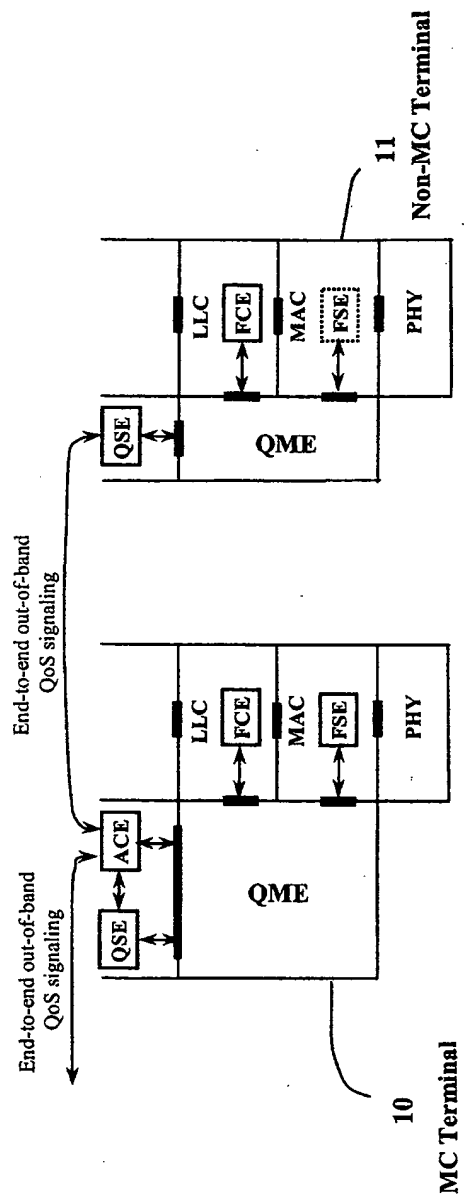 End-to-end out-of-band
QoS signaling
End-to-end out-of-band
QoS signaling
QSE
ACE
QME
LLC
FCE
MAC
FSE
PHY
10
MC Terminal
QSE
QME
LLC
FCE
MAC
FSE
PHY
11
Non-MC Terminal